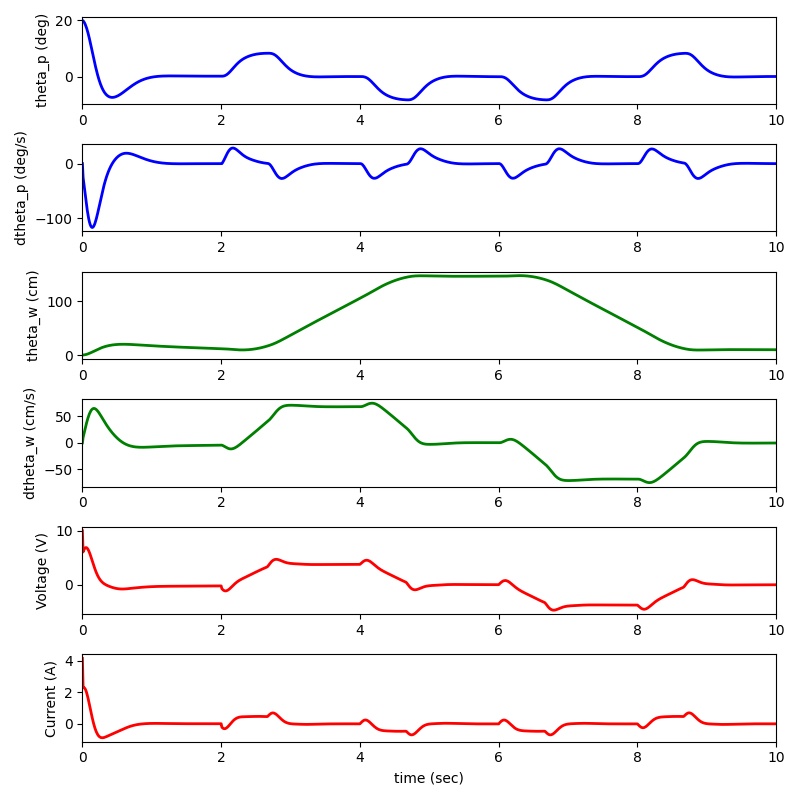 theta_p (deg)
20
0
0 2 4 6 8 10
dtheta_p (deg/s)
0
−100
0 2 4 6 8 10
theta_w (cm)
100
0
0 2 4 6 8 10
dtheta_w (cm/s)
50
0
−50
0 2 4 6 8 10
Voltage (V)
10
0
0 2 4 6 8 10
Current (A)
4
2
0
0 2 4 6 8 10
time (sec)